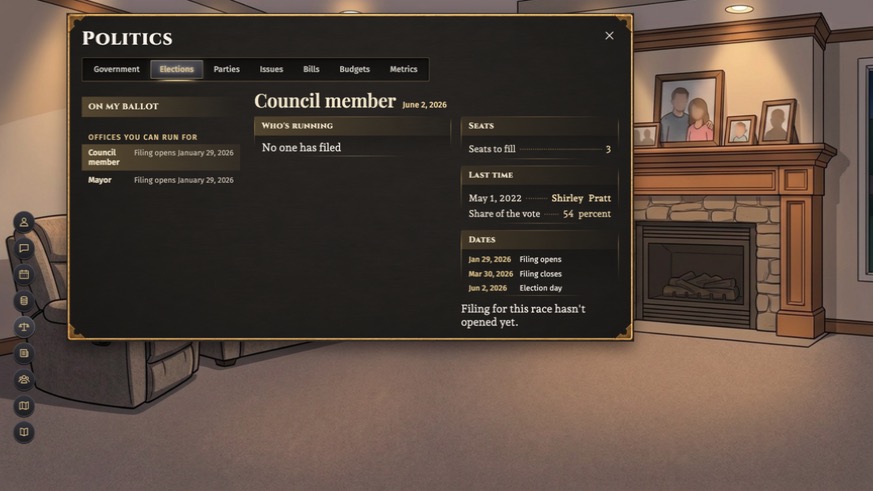 POLITICS
Government
Elections
Parties
Issues
Bills
Budgets
Metrics
ON MY BALLOT
OFFICES YOU CAN RUN FOR
Council member Filing opens January 29, 2026
Mayor Filing opens January 29, 2026
Council member June 2, 2026
WHO'S RUNNING
No one has filed
SEATS
Seats to fill 3
LAST TIME
May 1, 2022 Shirley Pratt
Share of the vote 54 percent
DATES
Jan 29, 2026 Filing opens
Mar 30, 2026 Filing closes
Jun 2, 2026 Election day
Filing for this race hasn't
opened yet.